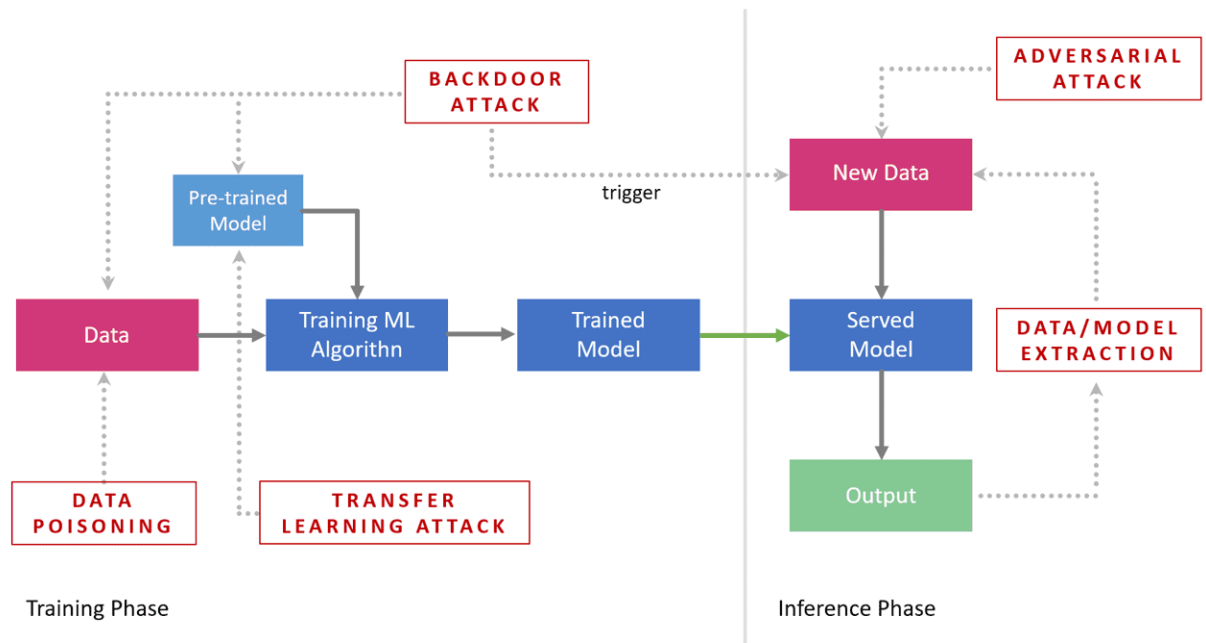 BACKDOOR
ATTACK
ADVERSARIAL
ATTACK
trigger
New Data
Pre-trained
Model
Data
Training ML
Algorithn
Trained
Model
Served
Model
DATA/MODEL
EXTRACTION
DATA
POISONING
TRANSFER
LEARNING ATTACK
Output
Training Phase
Inference Phase